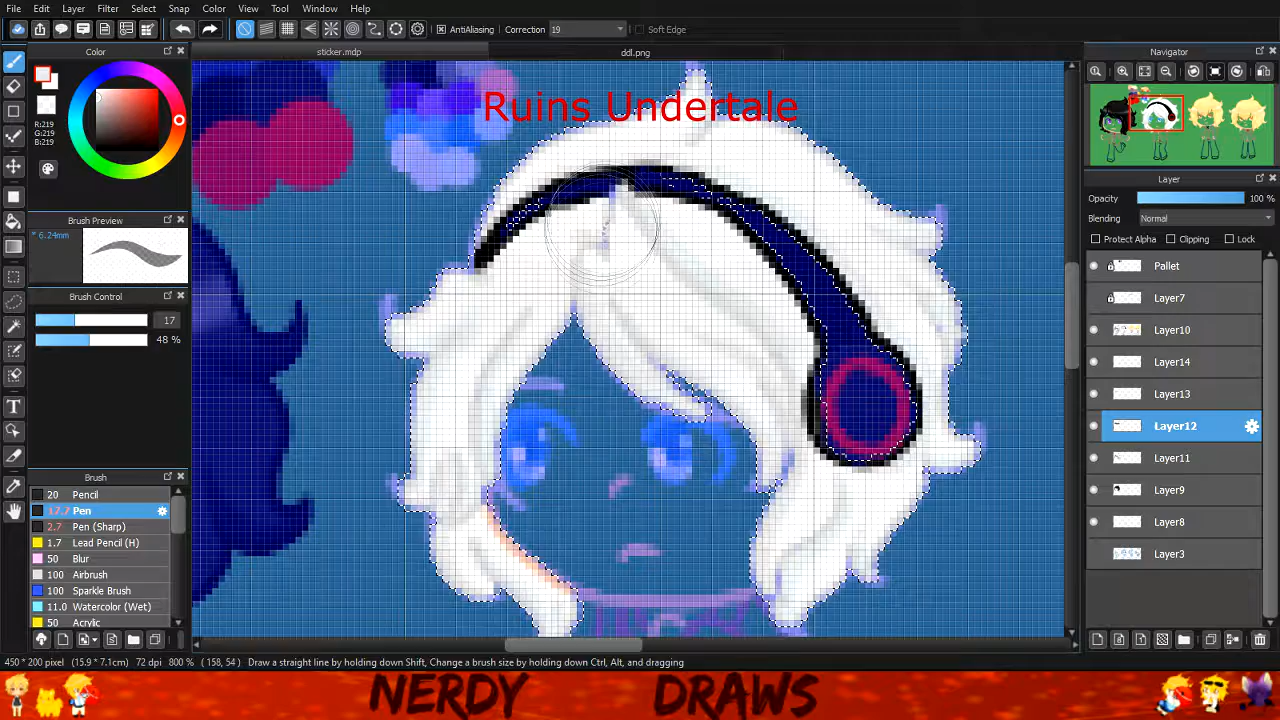 File Edit Layer Filter Select Snap Color View Tool Window Help
AntiAliasing Correction 19 Soft Edge
Color
sticker.mdp
ddl.png
Navigator
R:219
G:219
B:219
Ruins Undertale
Layer
Opacity 100 %
Blending Normal
Protect Alpha Clipping Lock
Brush Preview
6.24mm
Brush Control
17
48 %
Pallet
Layer7
Layer10
Layer14
Layer13
Layer12
Layer11
Layer9
Layer8
Layer3
Brush
20 Pencil
17.7 Pen
2.7 Pen (Sharp)
1.7 Lead Pencil (H)
50 Blur
100 Airbrush
100 Sparkle Brush
11.0 Watercolor (Wet)
50 Acrylic
450 * 200 pixel (15.9 * 7.1cm) 72 dpi 800 % ( 158, 54 ) Draw a straight line by holding down Shift, Change a brush size by holding down Ctrl, Alt, and dragging
NERDY DRAWS